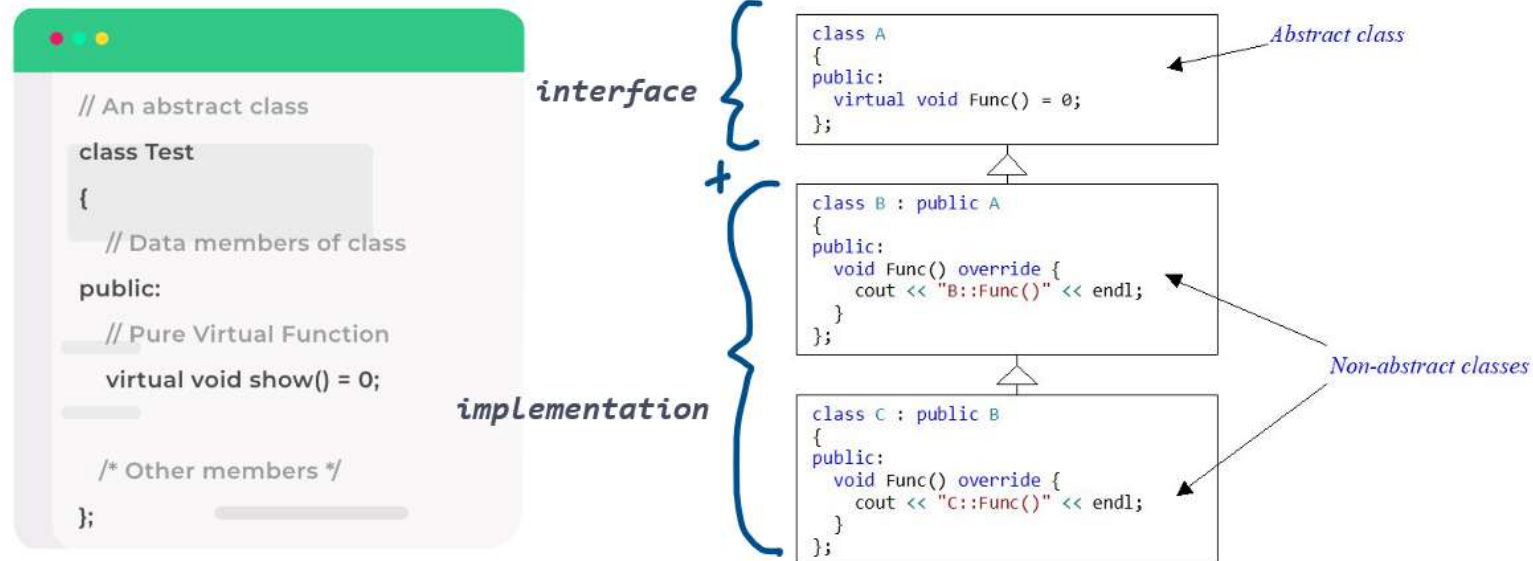 // An abstract class
class Test
{
// Data members of class
public:
// Pure Virtual Function
virtual void show() = 0;
/* Other members */
};
interface
+
implementation
class A
{
public:
virtual void Func() = 0;
};
Abstract class
class B : public A
{
public:
void Func() override {
cout << "B::Func()" << endl;
}
};
class C : public B
{
public:
void Func() override {
cout << "C::Func()" << endl;
}
};
Non-abstract classes